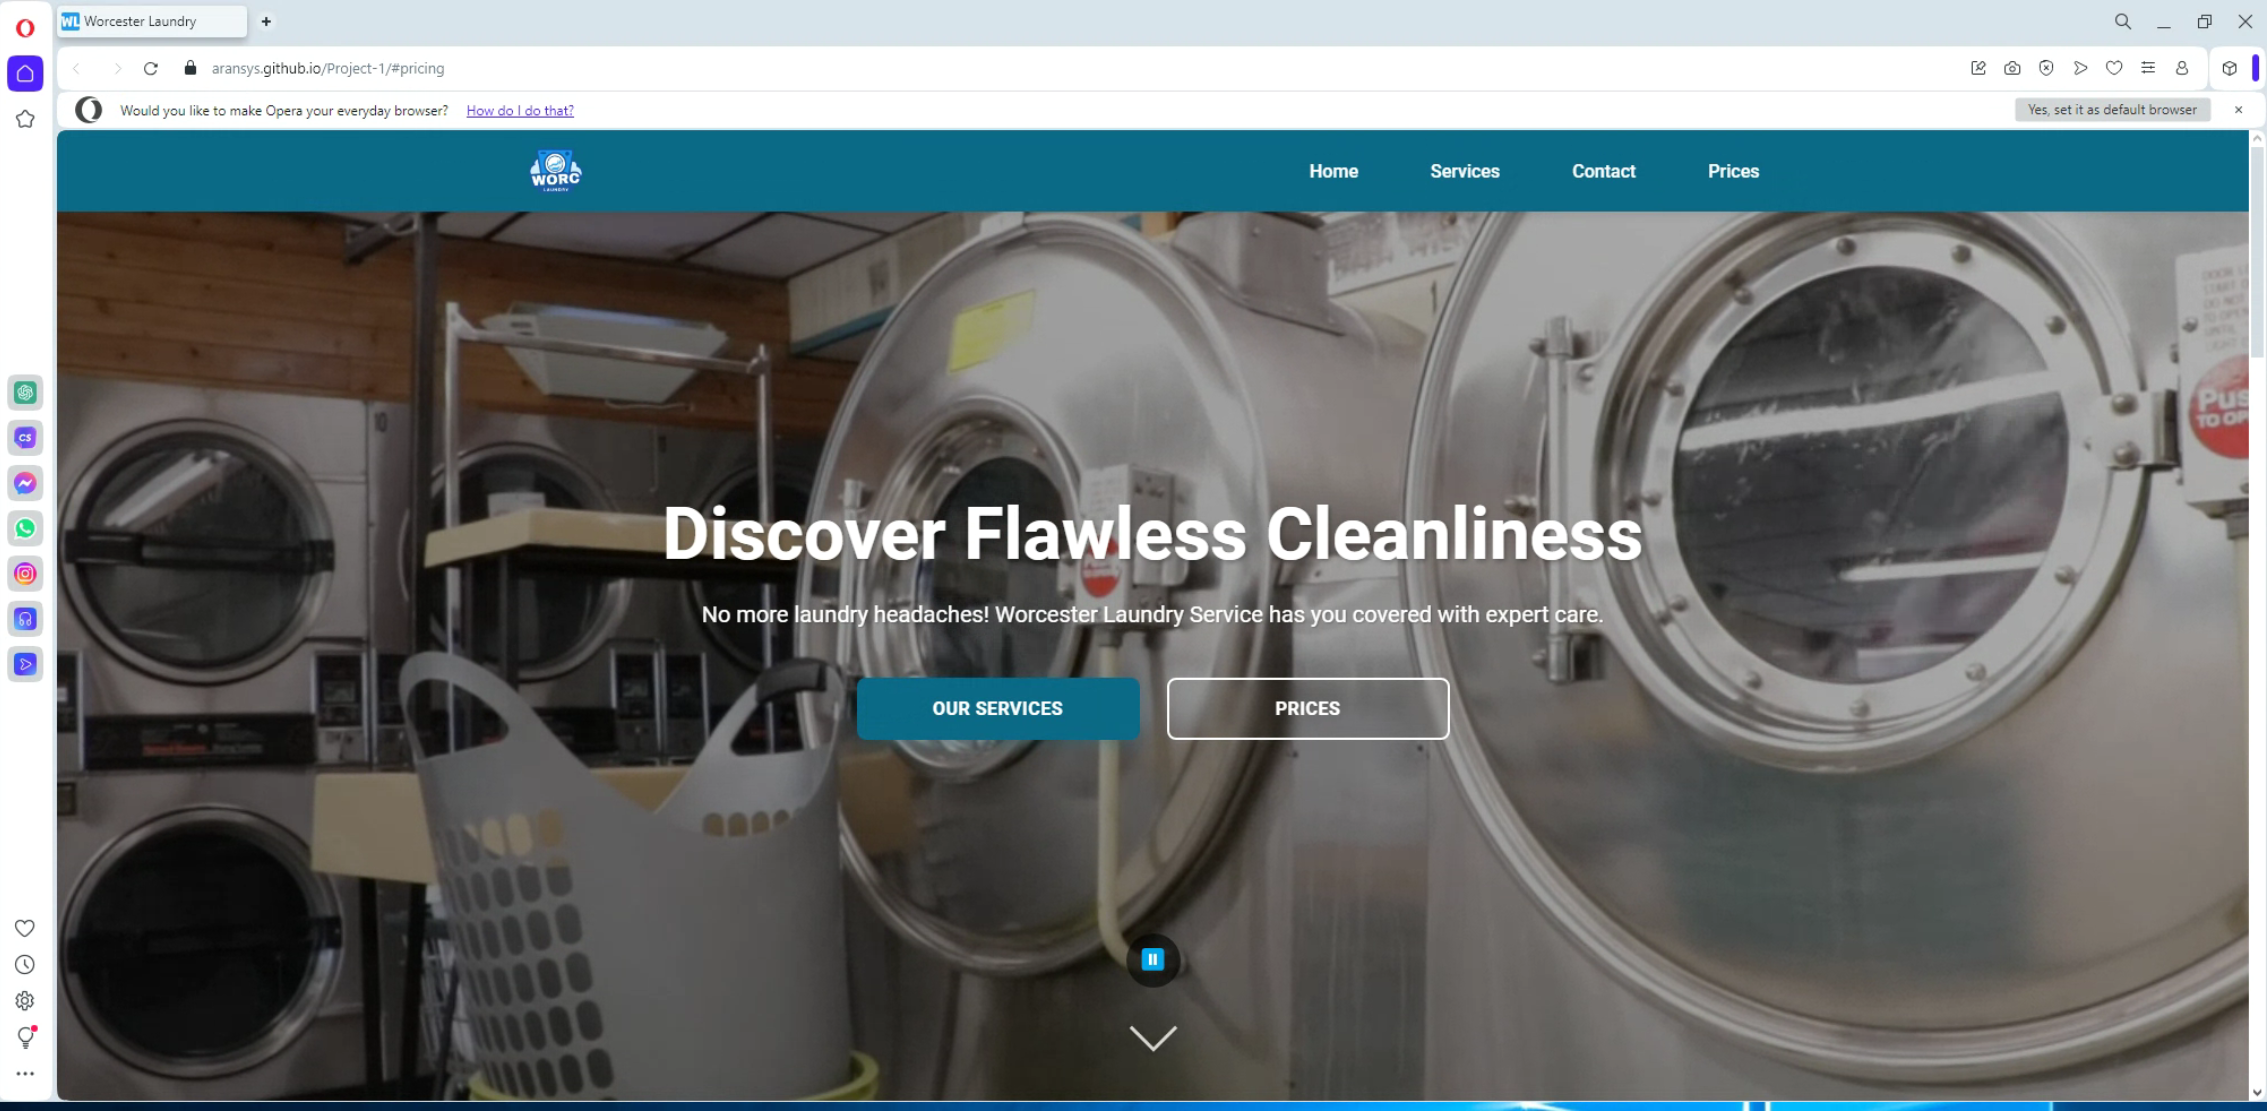 WL Worcester Laundry
aransys.github.io/Project-1/#pricing
Would you like to make Opera your everyday browser? How do I do that?
Yes, set it as default browser
WORC
LAUNDRY
Home
Services
Contact
Prices
Discover Flawless Cleanliness
No more laundry headaches! Worcester Laundry Service has you covered with expert care.
OUR SERVICES
PRICES
CS